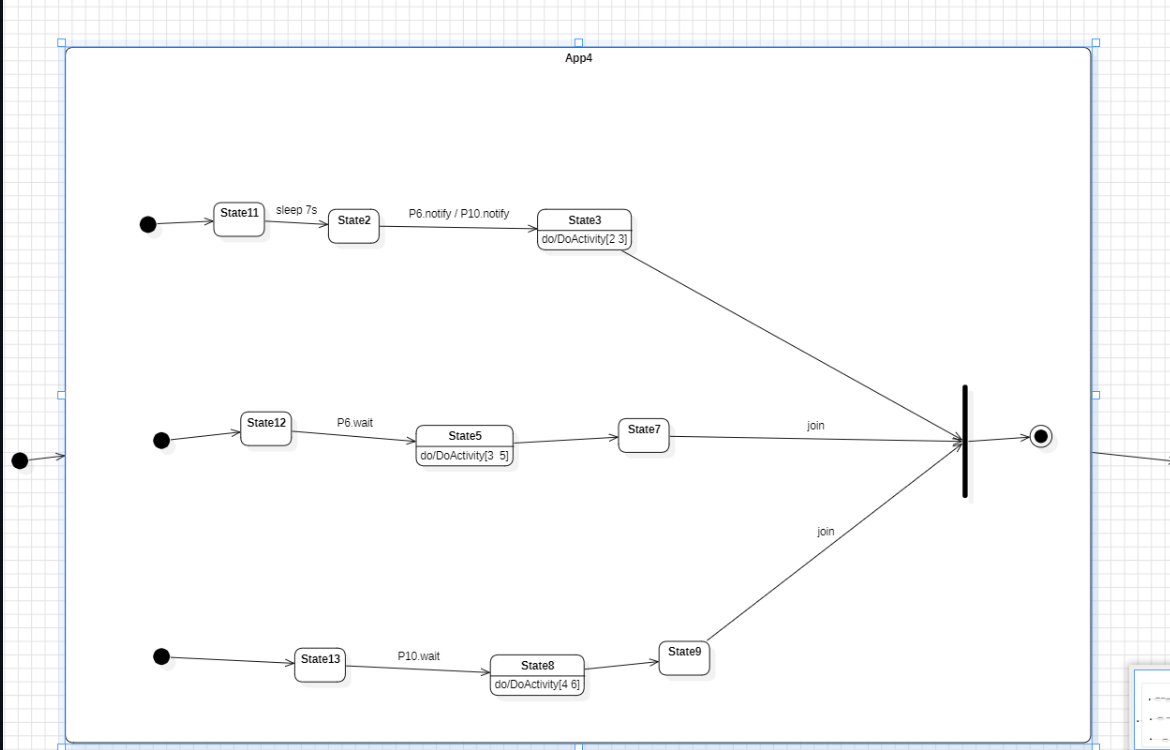 App4
State11
sleep 7s
State2
P6.notify / P10.notify
State3
do/DoActivity[2 3]
State12
P6.wait
State5
do/DoActivity[3  5]
State7
join
join
State13
P10.wait
State8
do/DoActivity[4 6]
State9